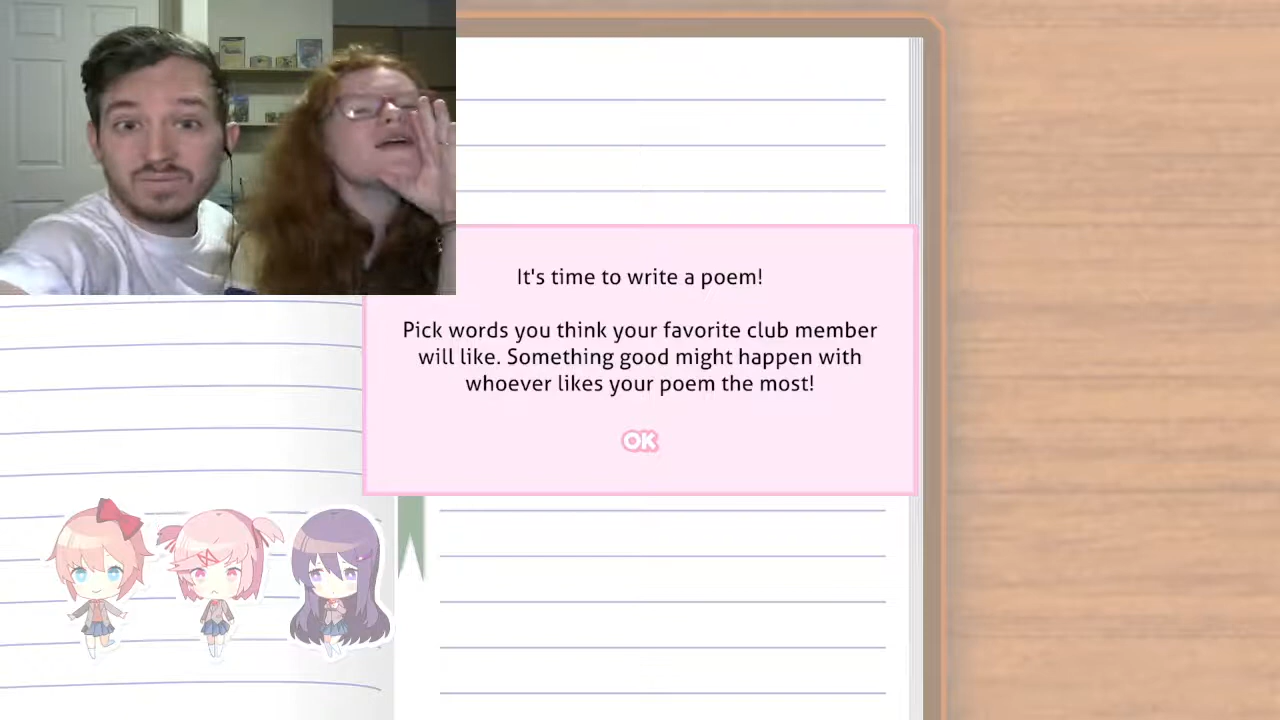 It's time to write a poem!
Pick words you think your favorite club member
will like. Something good might happen with
whoever likes your poem the most!
OK